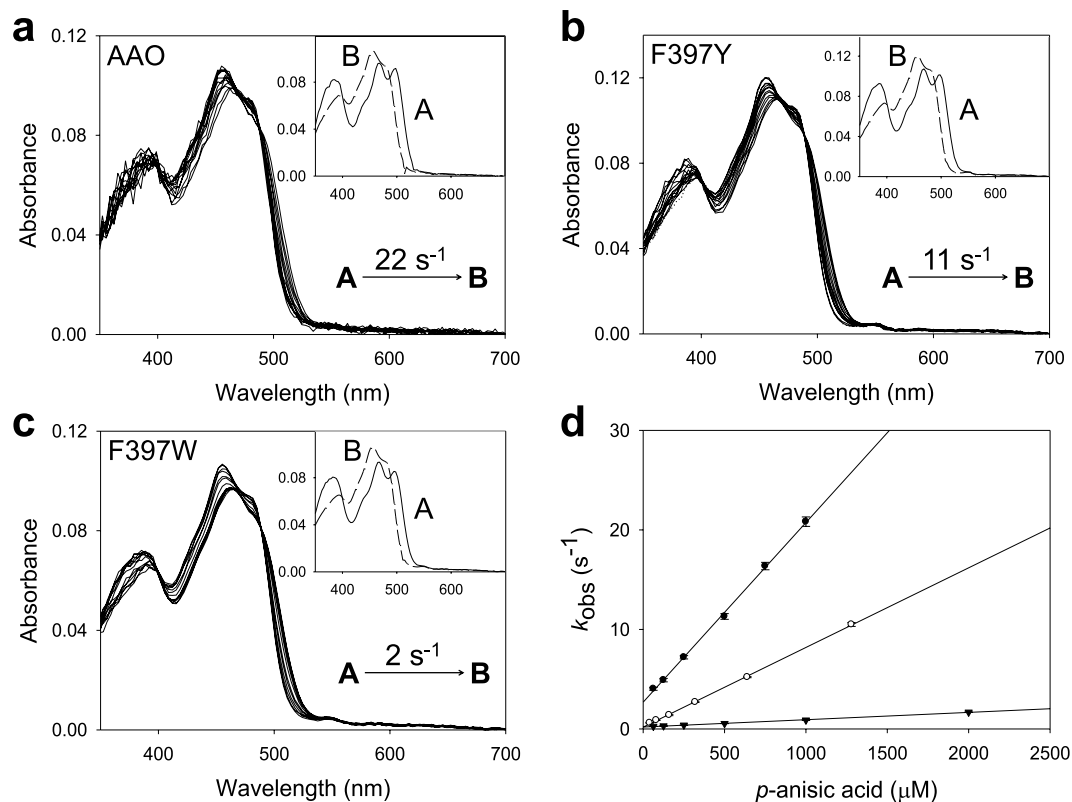 a
AAO
Absorbance
0.12
0.08
0.04
0.00
400 500 600 700
Wavelength (nm)
B
A
0.08
0.04
0.00
400 500 600
A 22 s-1 B
b
F397Y
Absorbance
0.12
0.08
0.04
0.00
400 500 600 700
Wavelength (nm)
B
A
0.12
0.08
0.04
0.00
400 500 600
A 11 s-1 B
c
F397W
Absorbance
0.12
0.08
0.04
0.00
400 500 600 700
Wavelength (nm)
B
A
0.08
0.04
0.00
400 500 600
A 2 s-1 B
d
kobs (s-1)
30
20
10
0
0 500 1000 1500 2000 2500
p-anisic acid (μM)